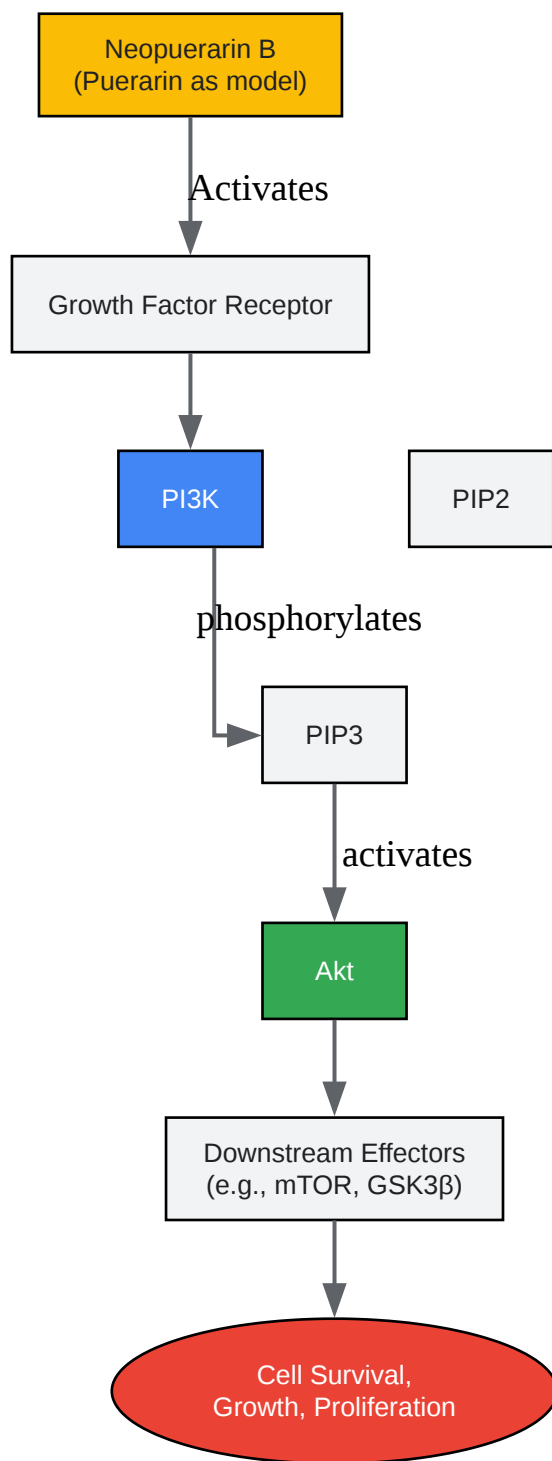 Neopuerarin B
(Puerarin as model)
Activates
Growth Factor Receptor
PI3K
PIP2
phosphorylates
PIP3
activates
Akt
Downstream Effectors
(e.g., mTOR, GSK3β)
Cell Survival,
Growth, Proliferation